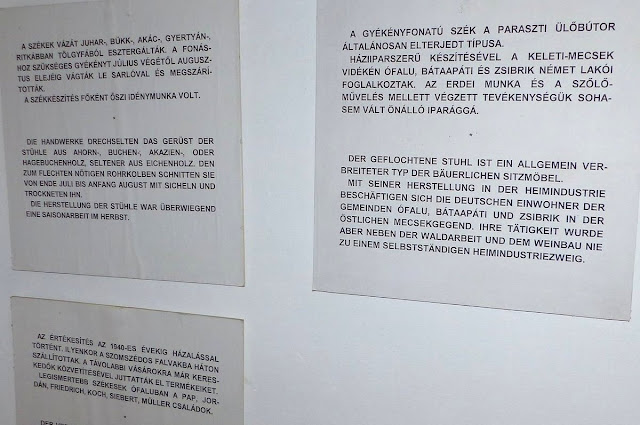 A SZÉKEK VÁZÁT JUHAR-, BÜKK-, AKÁC-, GYERTYÁN-,
RITKÁBBAN TÖLGYFÁBÓL ESZTERGÁLTÁK. A FONÁS-
HOZ SZÜKSÉGES GYÉKÉNYT JÚLIUS VÉGÉTŐL AUGUSZ-
TUS ELEJÉIG VÁGTÁK LE SARLÓVAL ÉS MEGSZÁRÍ-
TOTTÁK.
A SZÉKKÉSZÍTÉS FŐKÉNT ŐSZI IDÉNYMUNKA VOLT.
DIE HANDWERKE DRECHSELTEN DAS GERÜST DER
STÜHLE AUS AHORN-, BUCHEN-, AKAZIEN-, ODER
HAGEBUCHENHOLZ, SELTENER AUS EICHENHOLZ. DEN
ZUM FLECHTEN NÖTIGEN ROHRKOLBEN SCHNITTEN SIE
VON ENDE JULI BIS ANFANG AUGUST MIT SICHELN UND
TROCKNETEN IHN.
DIE HERSTELLUNG DER STÜHLE WAR ÜBERWIEGEND
EINE SAISONARBEIT IM HERBST.
AZ ÉRTÉKESÍTÉS AZ 1940-ES ÉVEKIG HÁZALÁSSAL
TÖRTÉNT. ILYENKOR A SZOMSZÉDOS FALVAKBA HÁTON
SZÁLLÍTOTTAK. A TÁVOLABBI VÁSÁROKRA MÁR KERES-
KEDŐK KÖZVETÍTÉSÉVEL JUTTATTÁK EL TERMÉKEIKET.
LEGISMERTEBB SZÉKESEK ÓFALUBAN A PAP, JOR-
DÁN, FRIEDRICH, KOCH, SIEBERT, MÜLLER CSALÁDOK.
DER
A GYÉKÉNYFONATÚ SZÉK A PARASZTI ÜLŐBÚTOR
ÁLTALÁNOSAN ELTERJEDT TÍPUSA.
HÁZIIPARSZERŰ KÉSZÍTÉSÉVEL A KELETI-MECSEK
VIDÉKÉN ÓFALU, BÁTAAPÁTI ÉS ZSIBRIK NÉMET LAKÓI
FOGLALKOZTAK. AZ ERDEI MUNKA ÉS A SZŐLŐ-
MŰVELÉS MELLETT VÉGZETT TEVÉKENYSÉGÜK SOHA-
SEM VÁLT ÖNÁLLÓ IPARÁGGÁ.
DER GEFLOCHTENE STUHL IST EIN ALLGEMEIN VER-
BREITETER TYP DER BÄUERLICHEN SITZMÖBEL.
MIT SEINER HERSTELLUNG IN DER HEIMINDUSTRIE
BESCHÄFTIGEN SICH DIE DEUTSCHEN EINWOHNER DER
GEMEINDEN ÓFALU, BÁTAAPÁTI UND ZSIBRIK IN DER
ÖSTLICHEN MECSEKGEGEND. IHRE TÄTIGKEIT WURDE
ABER NEBEN DER WALDARBEIT UND DEM WEINBAU NIE
ZU EINEM SELBSTSTÄNDIGEN HEIMINDUSTRIEZWEIG.